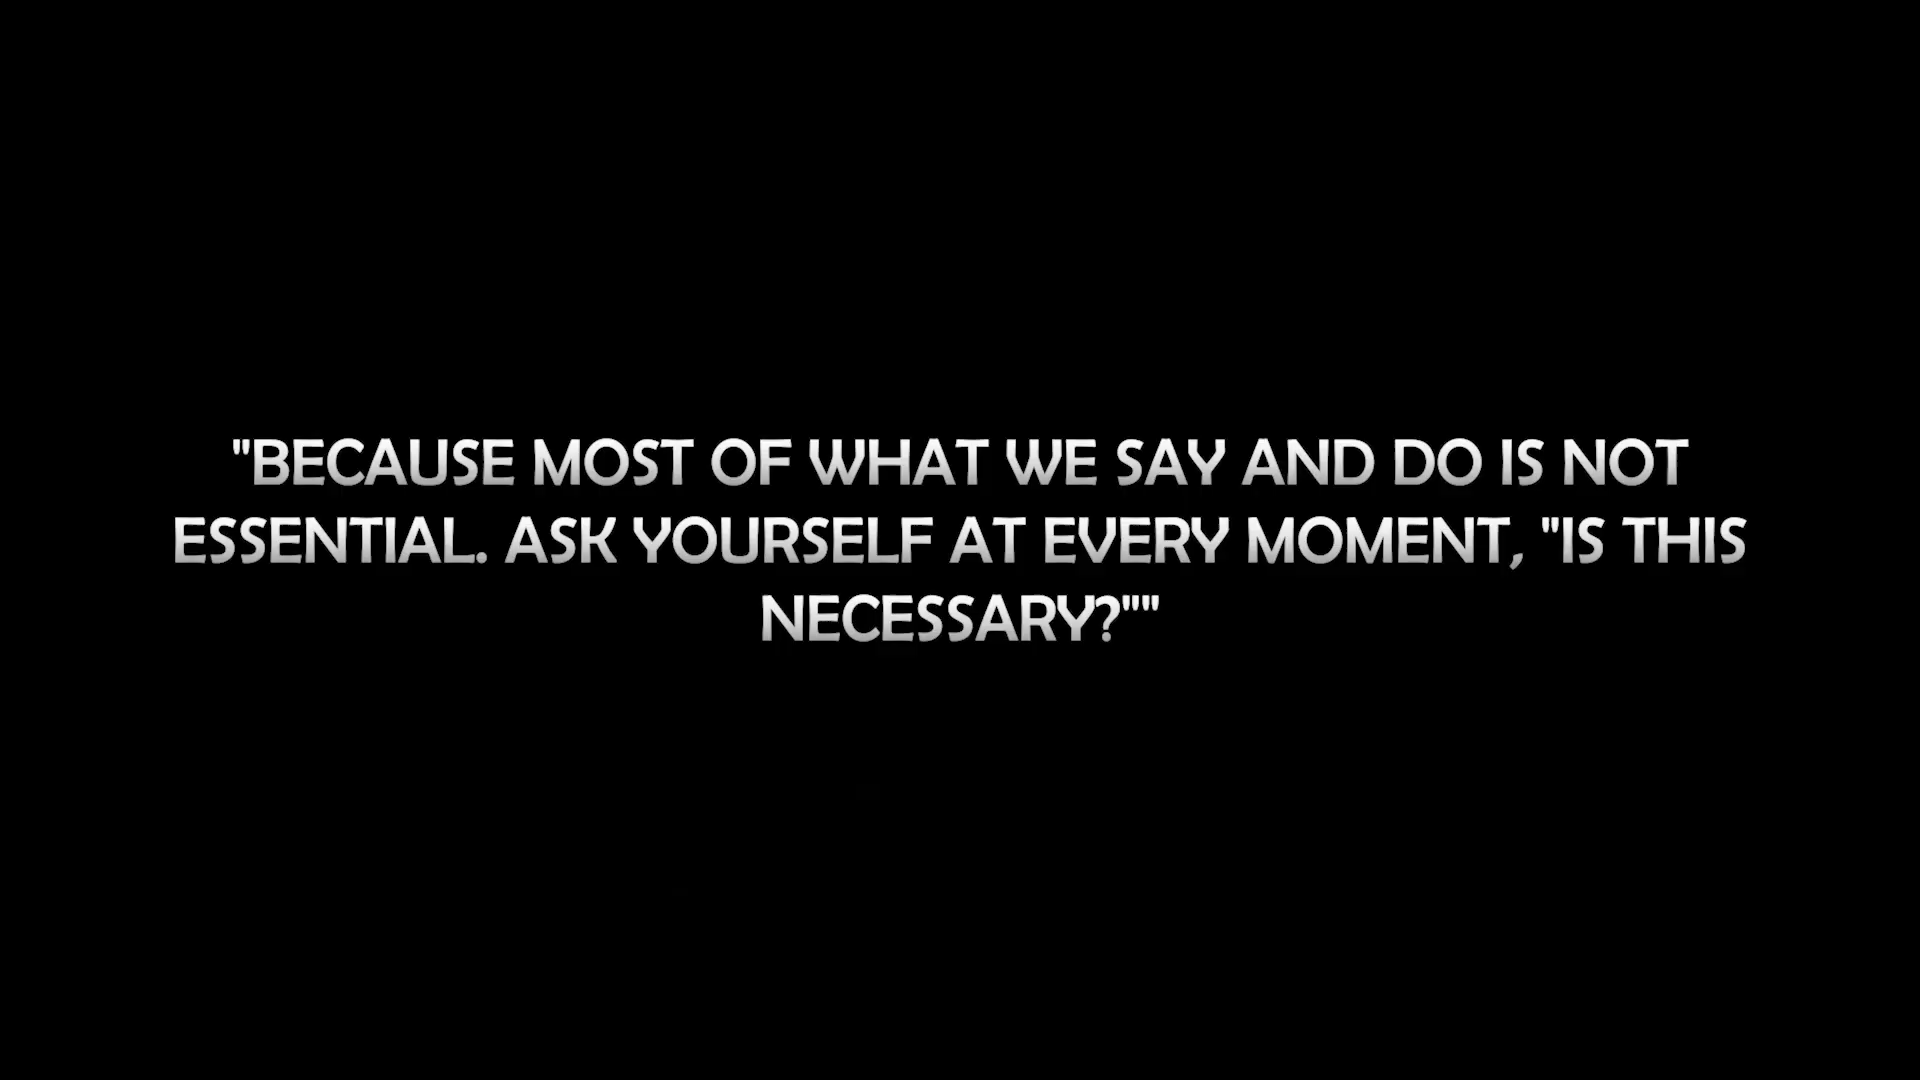 "BECAUSE MOST OF WHAT WE SAY AND DO IS NOT
ESSENTIAL. ASK YOURSELF AT EVERY MOMENT, "IS THIS
NECESSARY?""